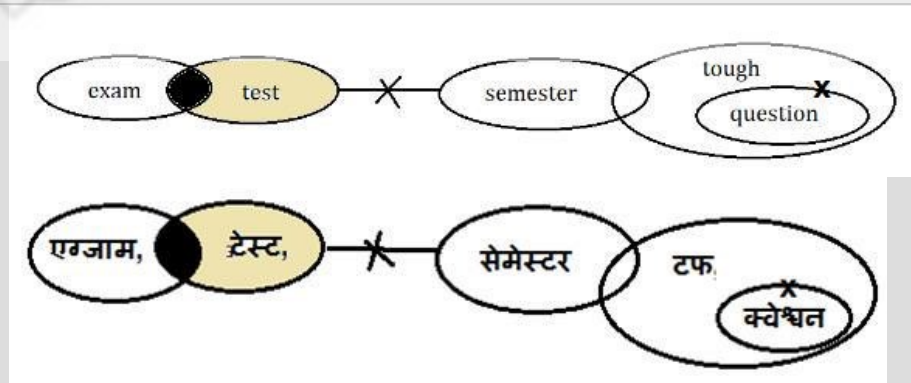 exam test semester tough question x
एग्जाम, टेस्ट, सेमेस्टर टफ, क्वेश्चन x